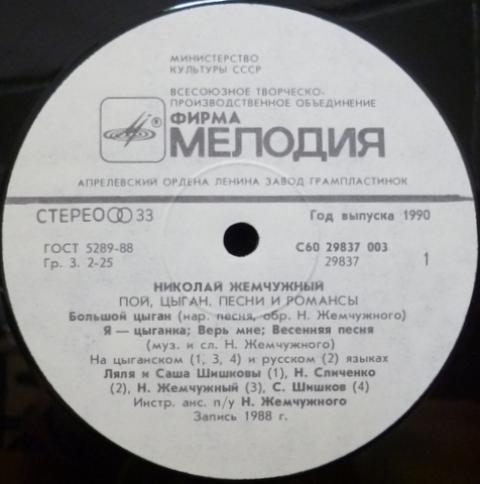 МИНИСТЕРСТВО
КУЛЬТУРЫ СССР
ВСЕСОЮЗНОЕ ТВОРЧЕСКО-
ПРОИЗВОДСТВЕННОЕ ОБЪЕДИНЕНИЕ
®
ФИРМА
МЕЛОДИЯ
АПРЕЛЕВСКИЙ ОРДЕНА ЛЕНИНА ЗАВОД ГРАМПЛАСТИНОК
СТЕРЕО 33
Год выпуска 1990
ГОСТ 5289-88
С60 29837 003
Гр. 3. 2-25
29837
1
НИКОЛАЙ ЖЕМЧУЖНЫЙ
ПОЙ, ЦЫГАН. ПЕСНИ И РОМАНСЫ
Большой цыган (нар. песня, обр. Н. Жемчужного)
Я — цыганка; Верь мне; Весенняя песня
(муз. и сл. Н. Жемчужного)
На цыганском (1, 3, 4) и русском (2) языках
Ляля и Саша Шишковы (1), Н. Сличенко
(2), Н. Жемчужный (3), С. Шишков (4)
Инстр. анс. п/у Н. Жемчужного
Запись 1988 г.